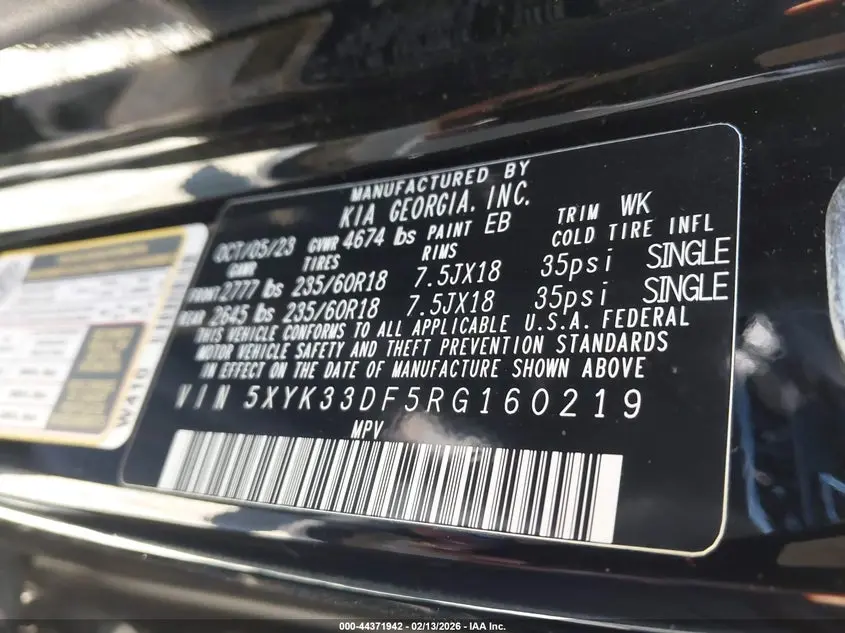 MANUFACTURED BY
KIA GEORGIA, INC.
OCT/05/23 GVWR 4674 lbs PAINT EB TRIM WK
GAWR TIRES RIMS COLD TIRE INFL
FRONT 2777 lbs 235/60R18 7.5JX18 35psi SINGLE
REAR 2645 lbs 235/60R18 7.5JX18 35psi SINGLE
THIS VEHICLE CONFORMS TO ALL APPLICABLE U.S.A. FEDERAL
MOTOR VEHICLE SAFETY AND THEFT PREVENTION STANDARDS
IN EFFECT ON THE DATE OF MANUFACTURE SHOWN ABOVE
VIN 5XYK33DF5RG160219
MPV
W410
000-44371942 - 02/13/2026 - IAA Inc.